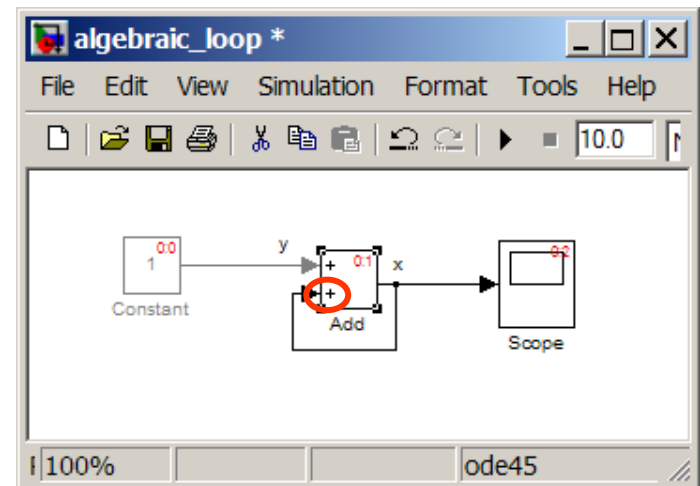 algebraic_loop *
File Edit View Simulation Format Tools Help
10.0
y
0:0
0:1
0:2
1
+
x
+
Constant
Add
Scope
100%
ode45